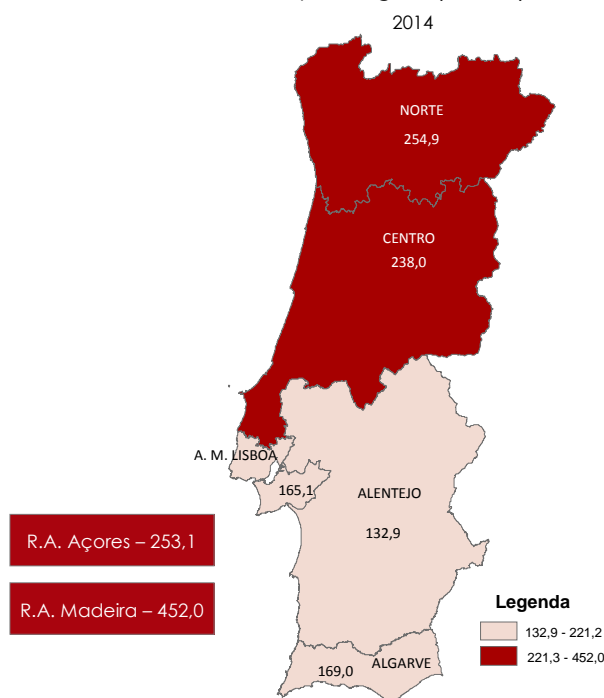 2014
NORTE
254,9
CENTRO
238,0
A. M. LISBOA
165,1
ALENTEJO
132,9
R.A. Açores – 253,1
R.A. Madeira – 452,0
ALGARVE
169,0
Legenda
132,9 - 221,2
221,3 - 452,0